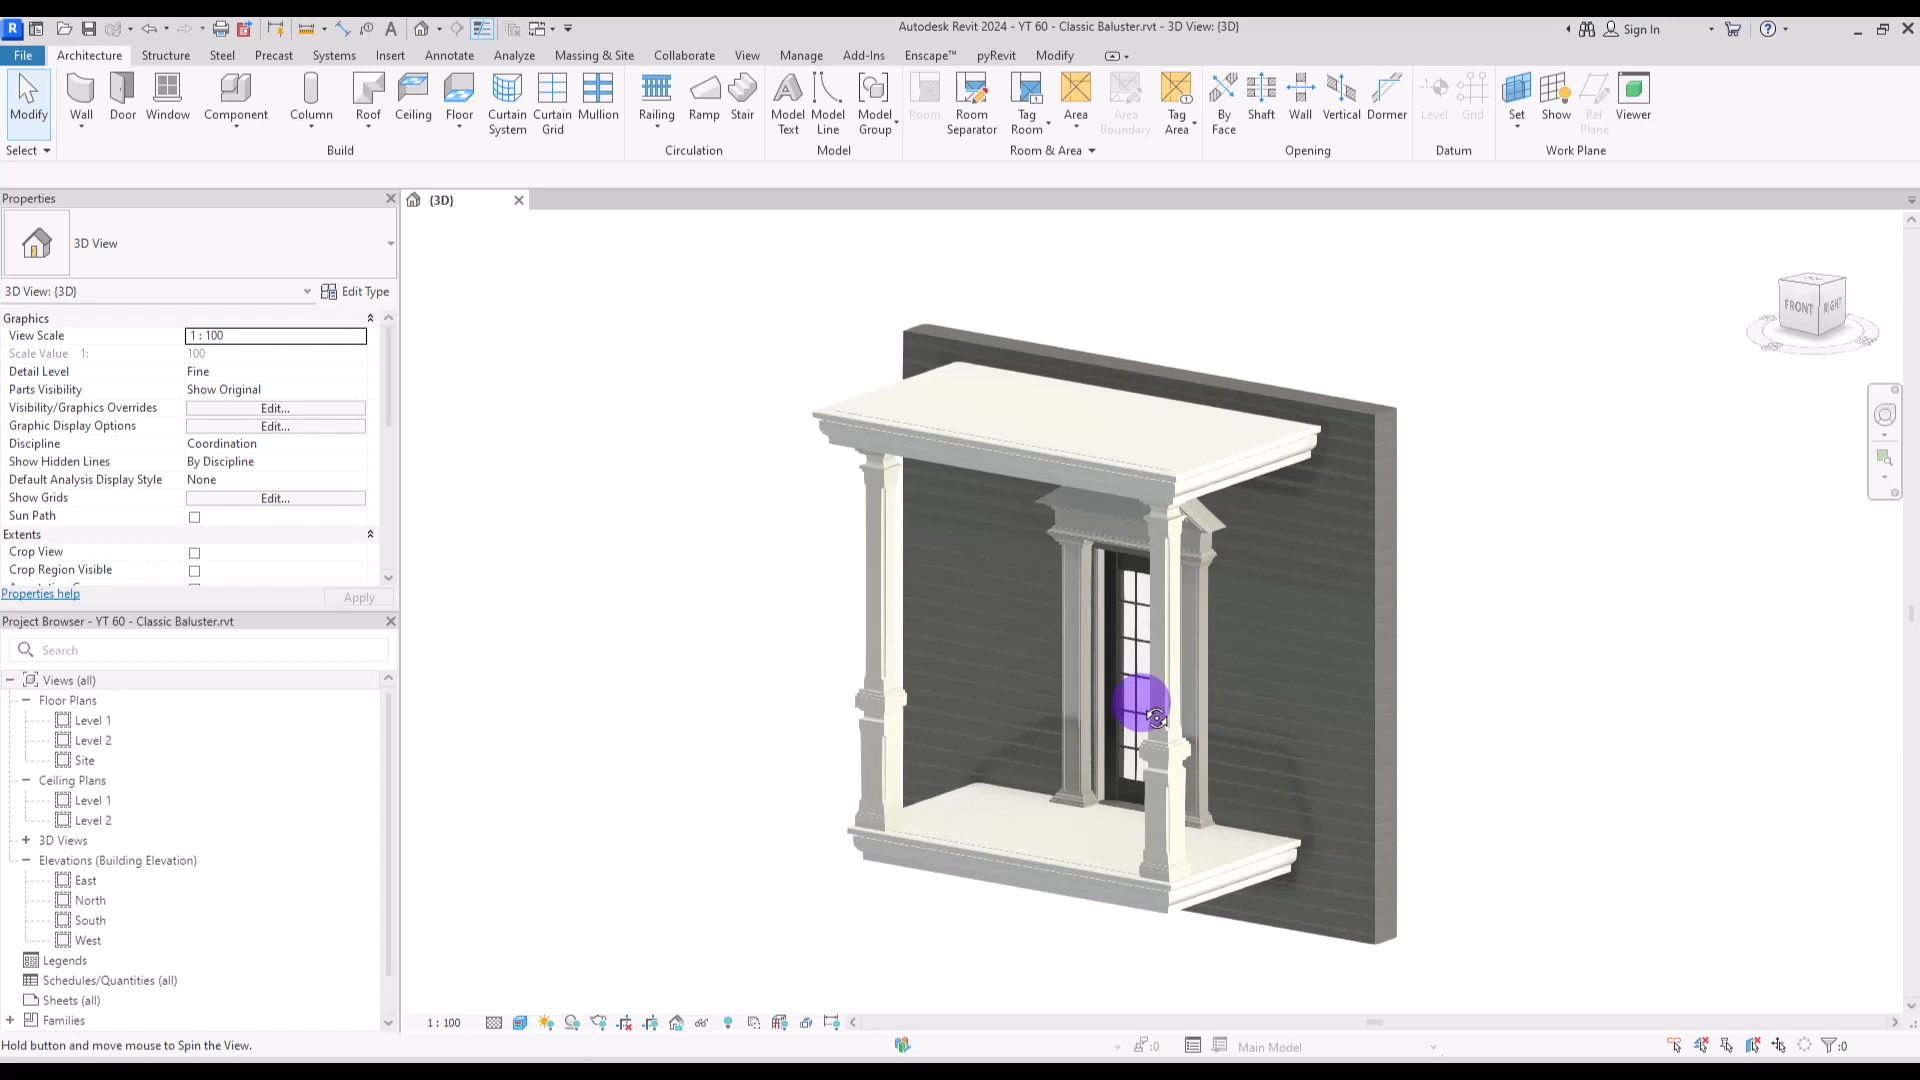 Autodesk Revit 2024 - YT 60 - Classic Baluster.rvt - 3D View: {3D}
Sign In
File Architecture Structure Steel Precast Systems Insert Annotate Analyze Massing & Site Collaborate View Manage Add-Ins Enscape™ pyRevit Modify
Modify Wall Door Window Component Column Roof Ceiling Floor Curtain System Curtain Grid Mullion Railing Ramp Stair Model Text Model Line Model Group Room Room Separator Tag Room Area Area Boundary Tag Area By Face Shaft Wall Vertical Dormer Level Grid Set Show Ref Plane Viewer
Select Build Circulation Model Room & Area Opening Datum Work Plane
Properties
{3D}
3D View
3D View: {3D} Edit Type
Graphics
View Scale 1 : 100
Scale Value 1: 100
Detail Level Fine
Parts Visibility Show Original
Visibility/Graphics Overrides Edit...
Graphic Display Options Edit...
Discipline Coordination
Show Hidden Lines By Discipline
Default Analysis Display Style None
Show Grids Edit...
Sun Path
Extents
Crop View
Crop Region Visible
Properties help Apply
FRONT RIGHT
Project Browser - YT 60 - Classic Baluster.rvt
Search
Views (all)
Floor Plans
Level 1
Level 2
Site
Ceiling Plans
Level 1
Level 2
3D Views
Elevations (Building Elevation)
East
North
South
West
Legends
Schedules/Quantities (all)
Sheets (all)
Families
1 : 100
Hold button and move mouse to Spin the View.
:0
Main Model
:0